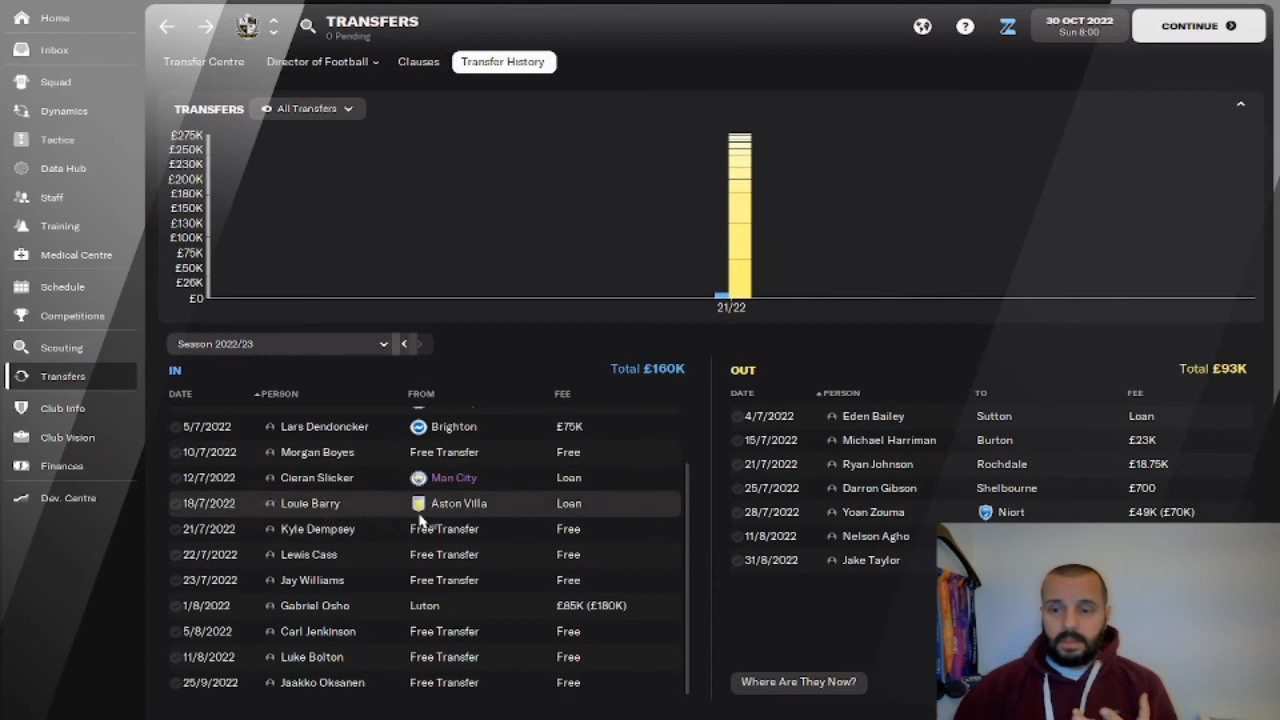 Home
Inbox
Squad
Dynamics
Tactics
Data Hub
Staff
Training
Medical Centre
Schedule
Competitions
Scouting
Transfers
Club Info
Club Vision
Finances
Dev. Centre
TRANSFERS
0 Pending
30 OCT 2022
Sun 8:00
CONTINUE
Transfer Centre Director of Football Clauses Transfer History
TRANSFERS All Transfers
£275K
£250K
£230K
£200K
£180K
£150K
£130K
£100K
£75K
£50K
£26K
£0
21/22
Season 2022/23
IN Total £160K
DATE PERSON FROM FEE
5/7/2022 Lars Dendoncker Brighton £75K
10/7/2022 Morgan Boyes Free Transfer Free
12/7/2022 Cieran Slicker Man City Loan
18/7/2022 Louie Barry Aston Villa Loan
21/7/2022 Kyle Dempsey Free Transfer Free
22/7/2022 Lewis Cass Free Transfer Free
23/7/2022 Jay Williams Free Transfer Free
1/8/2022 Gabriel Osho Luton £85K (£180K)
5/8/2022 Carl Jenkinson Free Transfer Free
11/8/2022 Luke Bolton Free Transfer Free
25/9/2022 Jaakko Oksanen Free Transfer Free
OUT Total £93K
DATE PERSON TO FEE
4/7/2022 Eden Bailey Sutton Loan
15/7/2022 Michael Harriman Burton £23K
21/7/2022 Ryan Johnson Rochdale £18.75K
25/7/2022 Darron Gibson Shelbourne £700
28/7/2022 Yoan Zouma Niort £49K (£70K)
11/8/2022 Nelson Agho
31/8/2022 Jake Taylor
Where Are They Now?